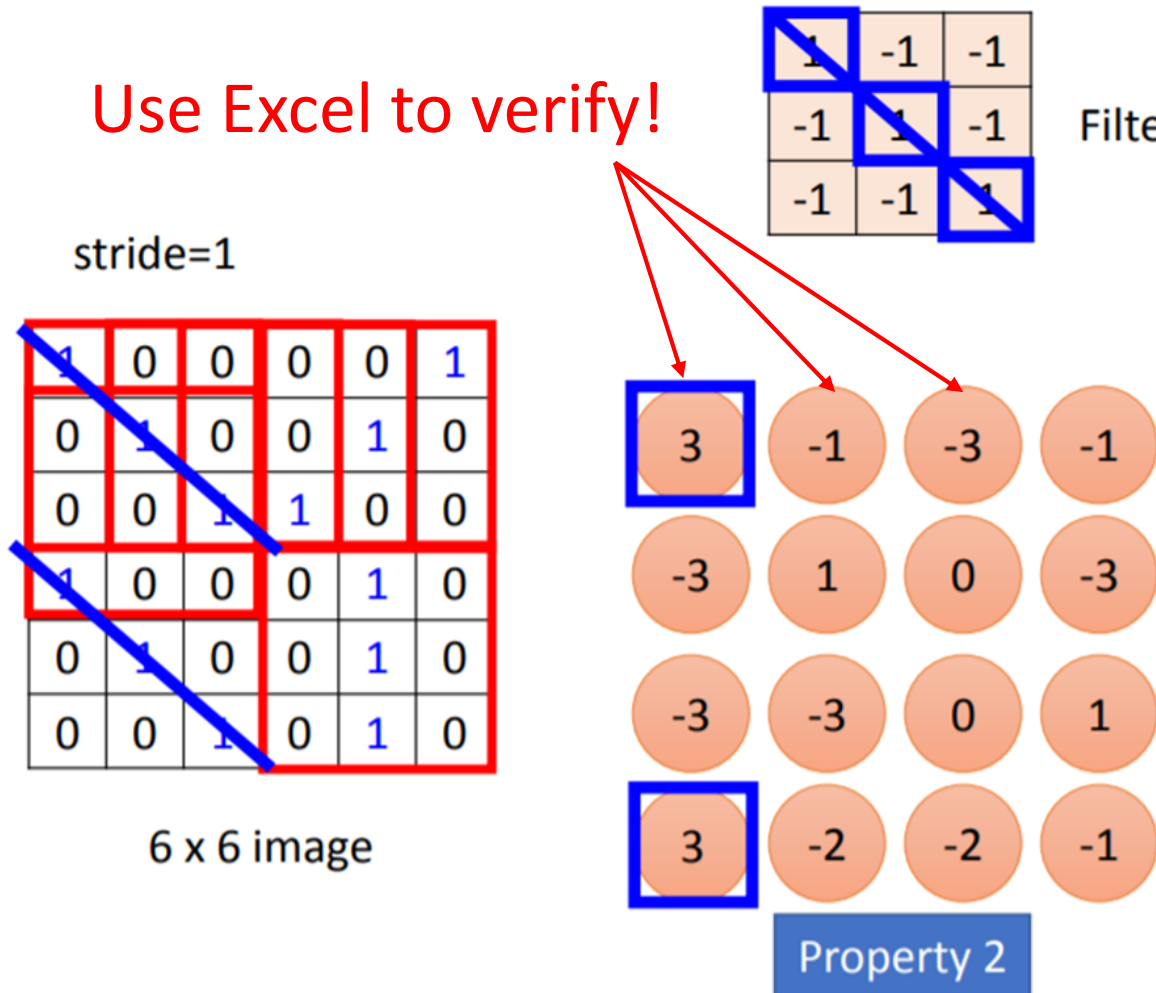 Use Excel to verify!
1 -1 -1
-1 1 -1
-1 -1 1
Filte
stride=1
1 0 0 0 0 1
0 1 0 0 1 0
0 0 1 1 0 0
1 0 0 0 1 0
0 1 0 0 1 0
0 0 1 0 1 0
6 x 6 image
3 -1 -3 -1
-3 1 0 -3
-3 -3 0 1
3 -2 -2 -1
Property 2